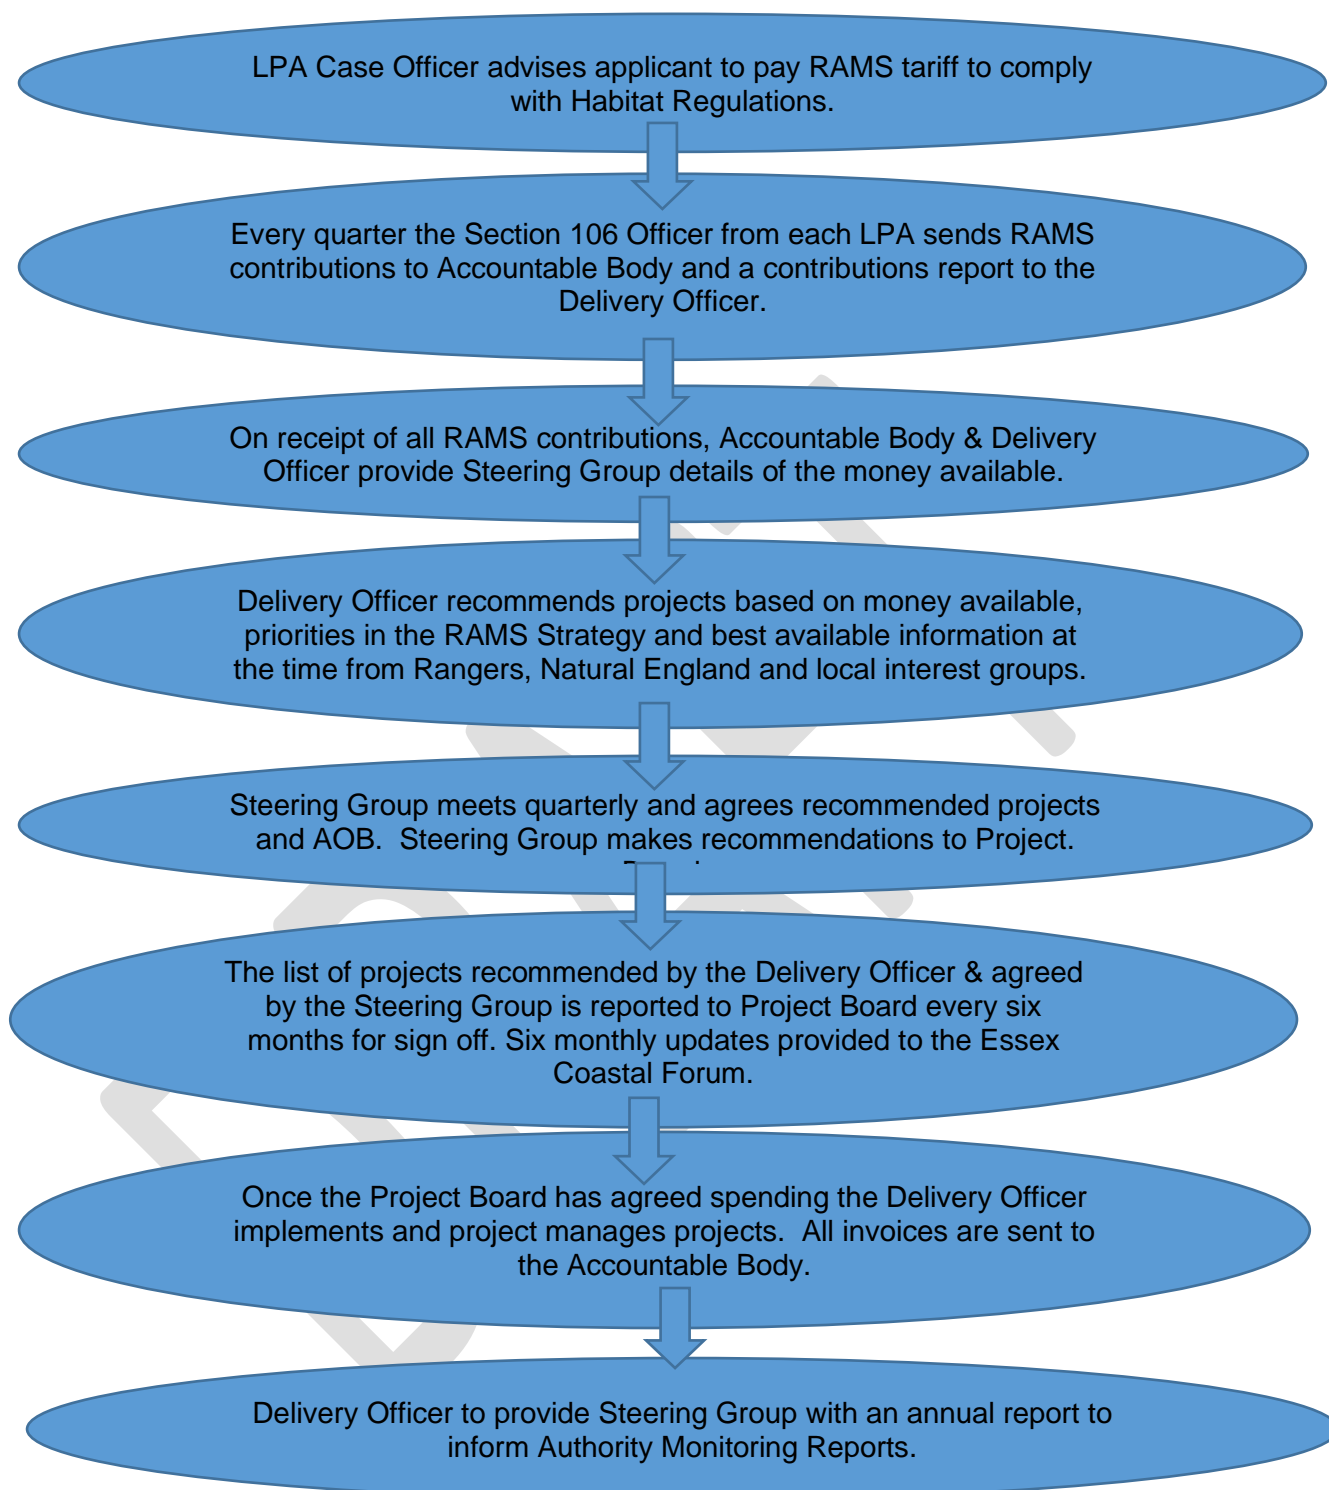 LPA Case Officer advises applicant to pay RAMS tariff to comply
with Habitat Regulations.
Every quarter the Section 106 Officer from each LPA sends RAMS
contributions to Accountable Body and a contributions report to the
Delivery Officer.
On receipt of all RAMS contributions, Accountable Body & Delivery
Officer provide Steering Group details of the money available.
Delivery Officer recommends projects based on money available,
priorities in the RAMS Strategy and best available information at
the time from Rangers, Natural England and local interest groups.
Steering Group meets quarterly and agrees recommended projects
and AOB.  Steering Group makes recommendations to Project.
The list of projects recommended by the Delivery Officer & agreed
by the Steering Group is reported to Project Board every six
months for sign off. Six monthly updates provided to the Essex
Coastal Forum.
Once the Project Board has agreed spending the Delivery Officer
implements and project manages projects.  All invoices are sent to
the Accountable Body.
Delivery Officer to provide Steering Group with an annual report to
inform Authority Monitoring Reports.